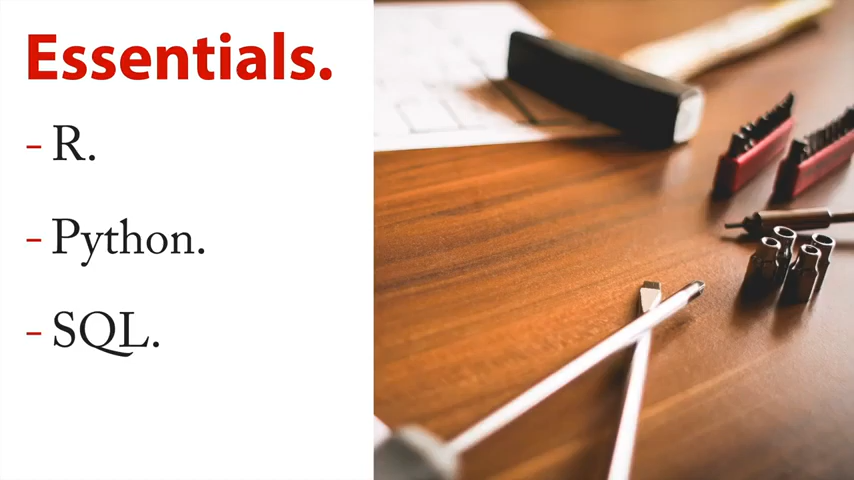 Essentials.
- R.
- Python.
- SQL.